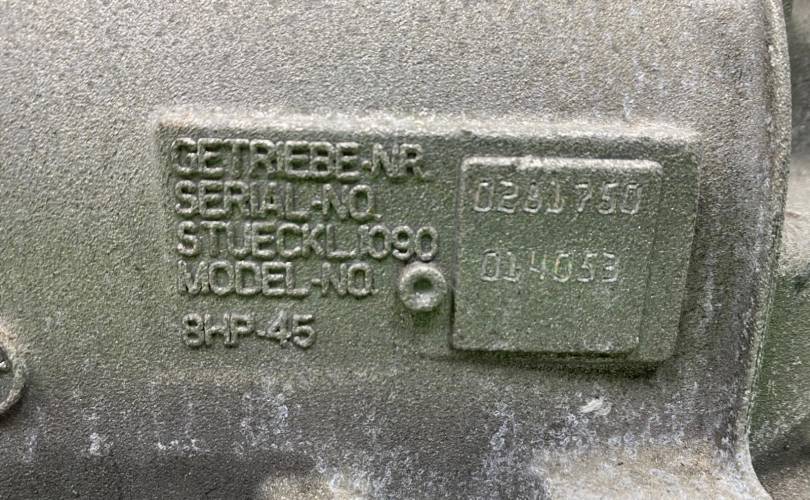 GETRIEBE-NR.
SERIAL-NO. 0281750
STUECKL.1090
MODEL-NO. 014053
8HP-45